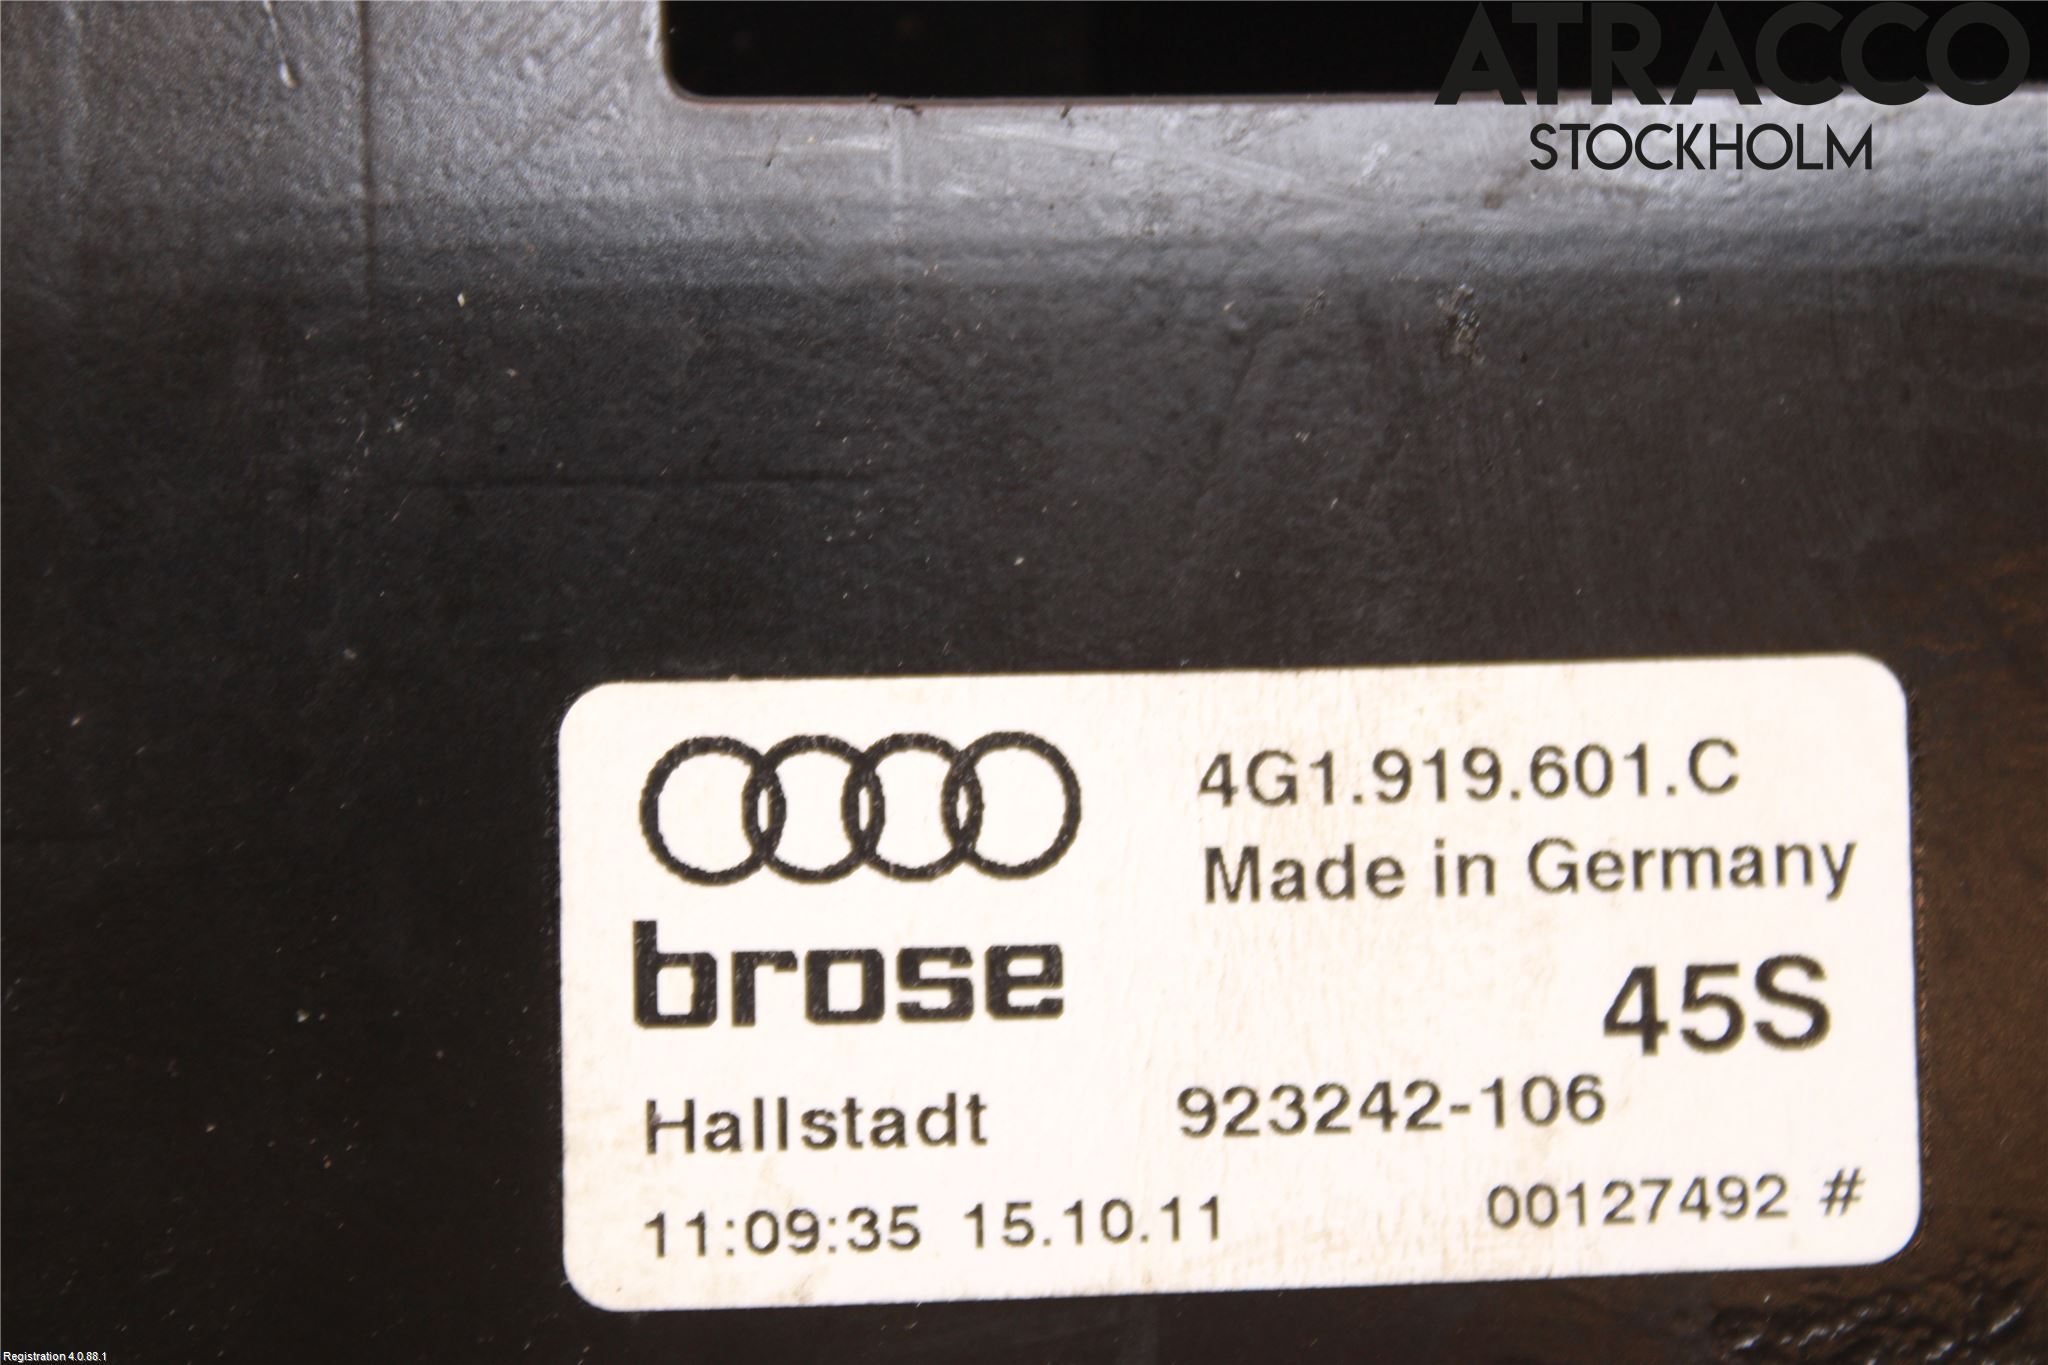 ATRACCO
STOCKHOLM
4G1.919.601.C
Made in Germany
brose
45S
Hallstadt 923242-106
11:09:35 15.10.11 00127492 #
Registration 4.0.88.1